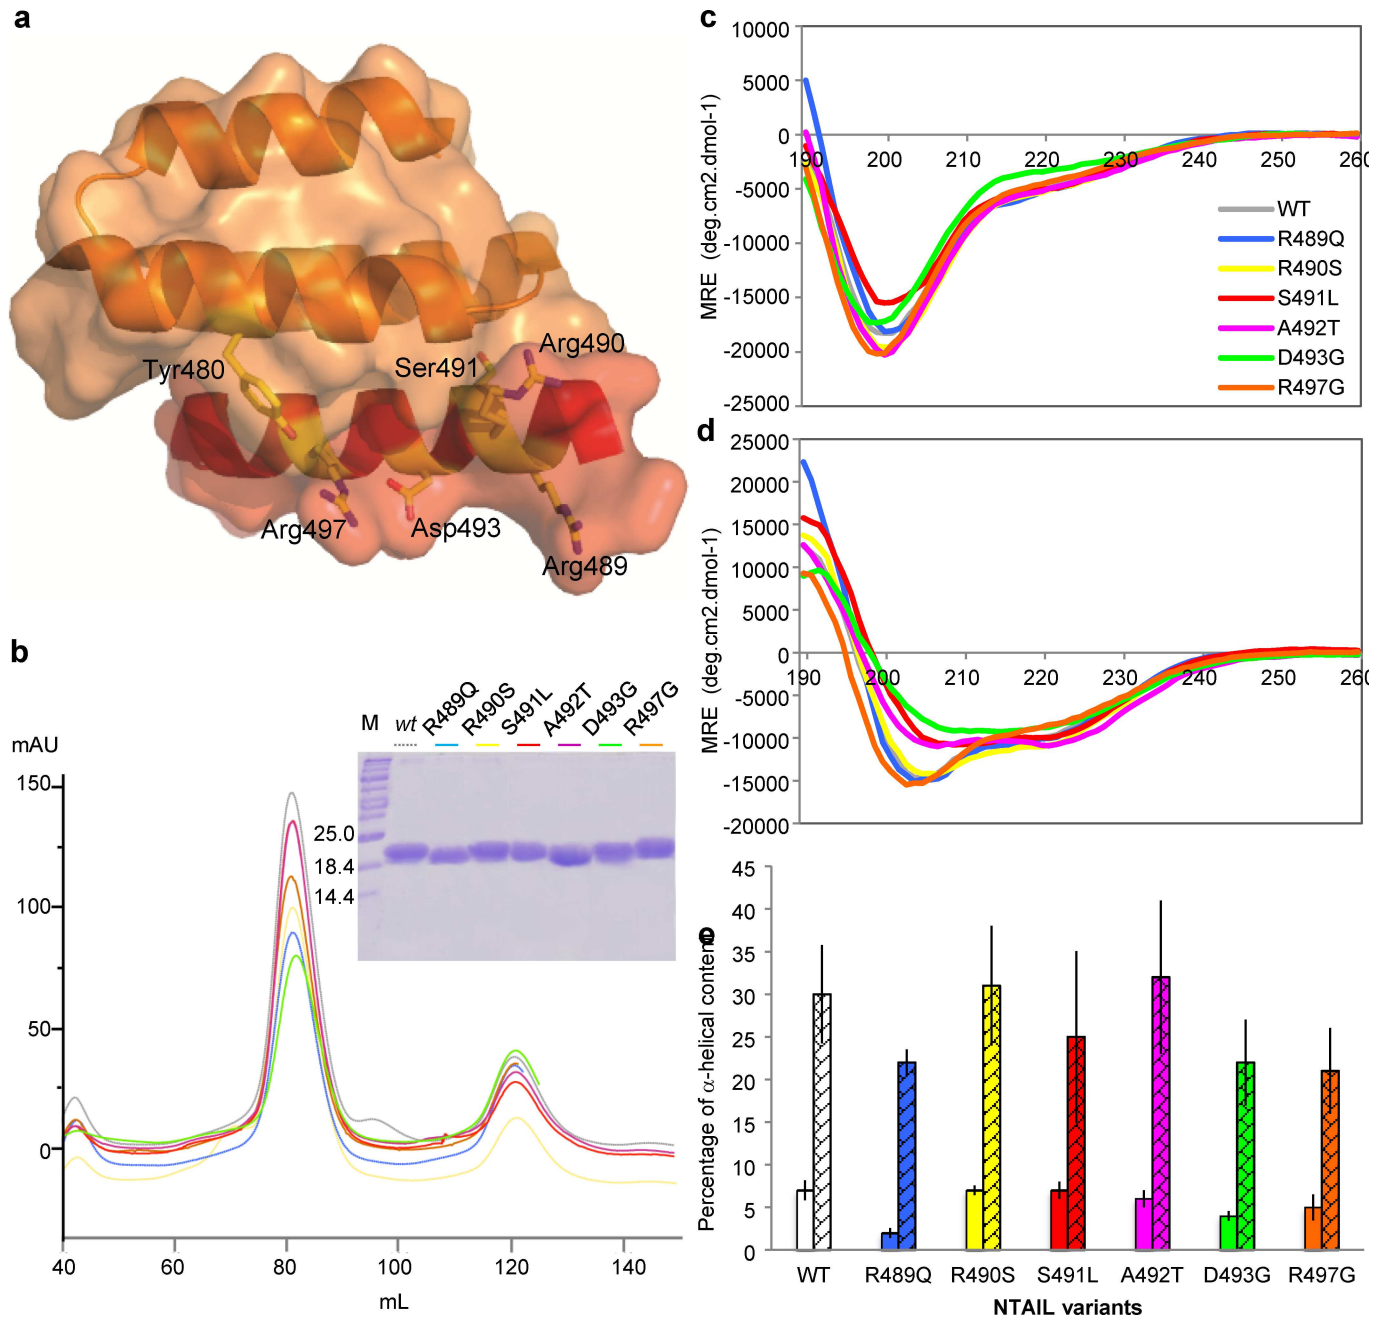 a
Tyr480
Ser491
Arg490
Arg497
Asp493
Arg489
b
mAU
150
100
50
0
40 60 80 100 120 140
mL
M wt R489Q R490S S491L A492T D493G R497G
25.0
18.4
14.4
c
MRE (deg.cm2.dmol-1)
10000
5000
0
-5000
-10000
-15000
-20000
-25000
190 200 210 220 230 240 250 260
WT
R489Q
R490S
S491L
A492T
D493G
R497G
d
MRE (deg.cm2.dmol-1)
25000
20000
15000
10000
5000
0
-5000
-10000
-15000
-20000
190 200 210 220 230 240 250 260
e
Percentage of α-helical content
45
40
35
30
25
20
15
10
5
0
WT R489Q R490S S491L A492T D493G R497G
NTAIL variants